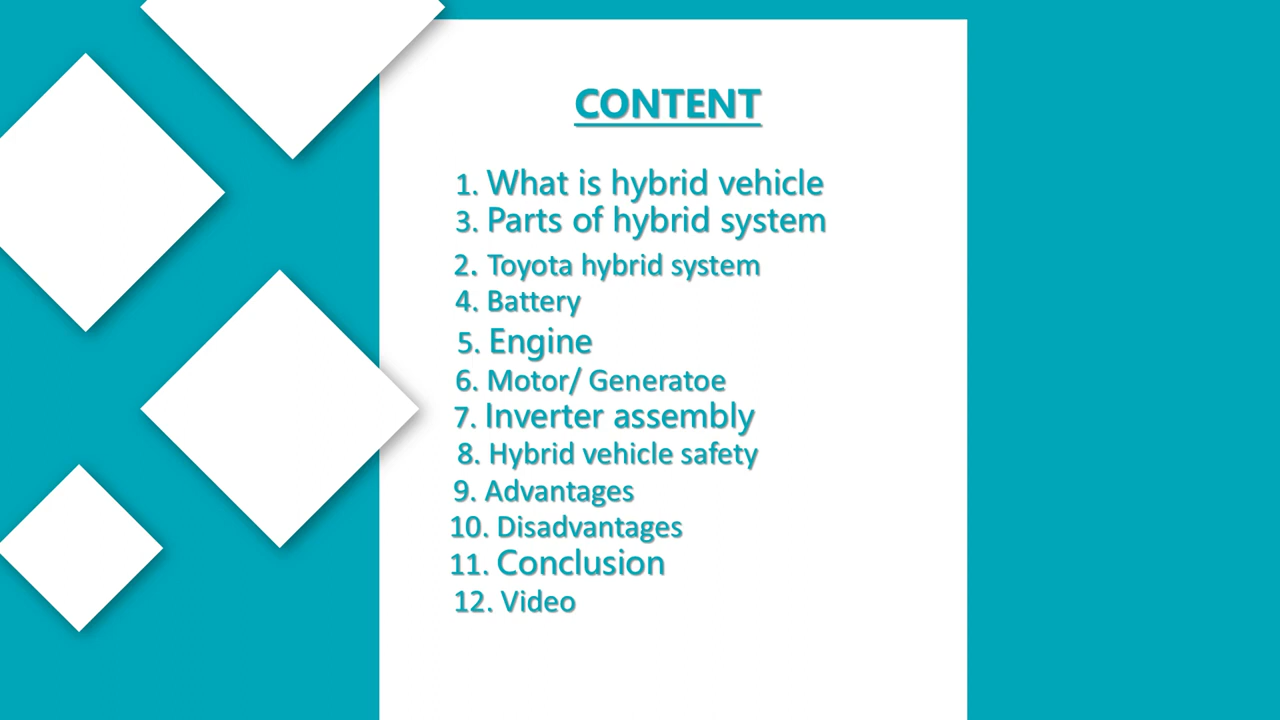 CONTENT
1. What is hybrid vehicle
3. Parts of hybrid system
2. Toyota hybrid system
4. Battery
5. Engine
6. Motor/ Generatoe
7. Inverter assembly
8. Hybrid vehicle safety
9. Advantages
10. Disadvantages
11. Conclusion
12. Video